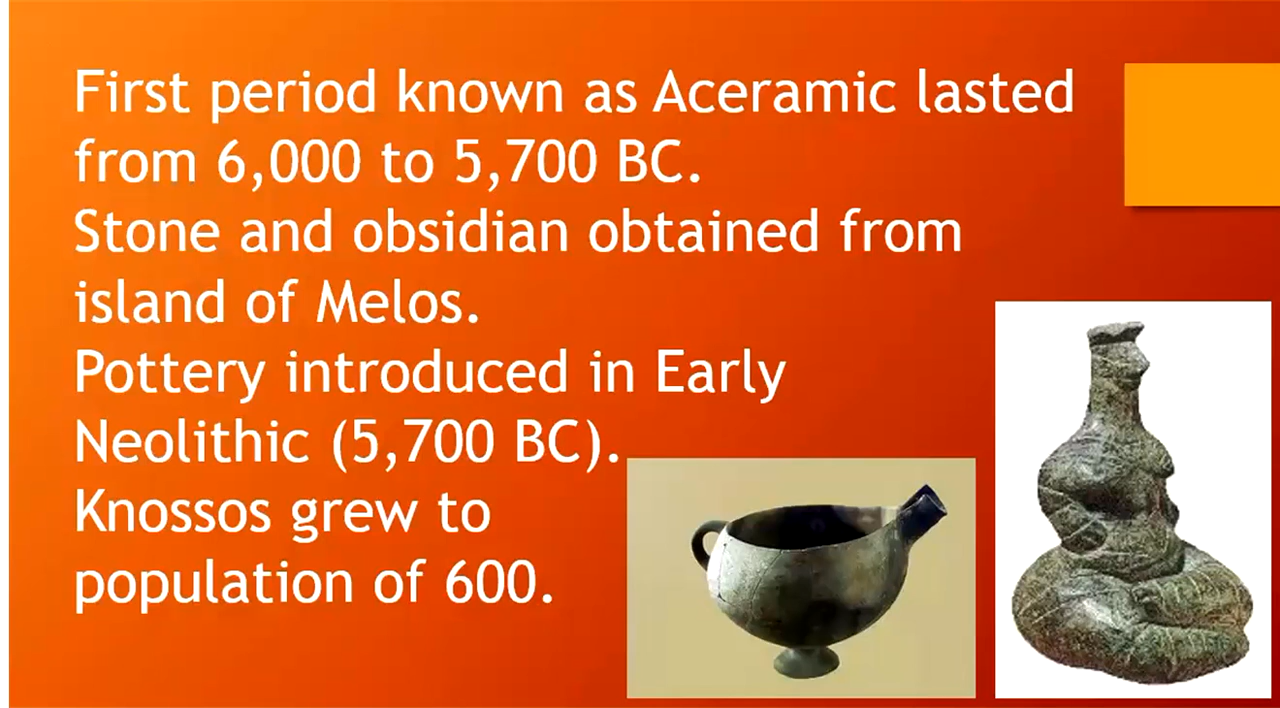 First period known as Aceramic lasted
from 6,000 to 5,700 BC.
Stone and obsidian obtained from
island of Melos.
Pottery introduced in Early
Neolithic (5,700 BC).
Knossos grew to
population of 600.